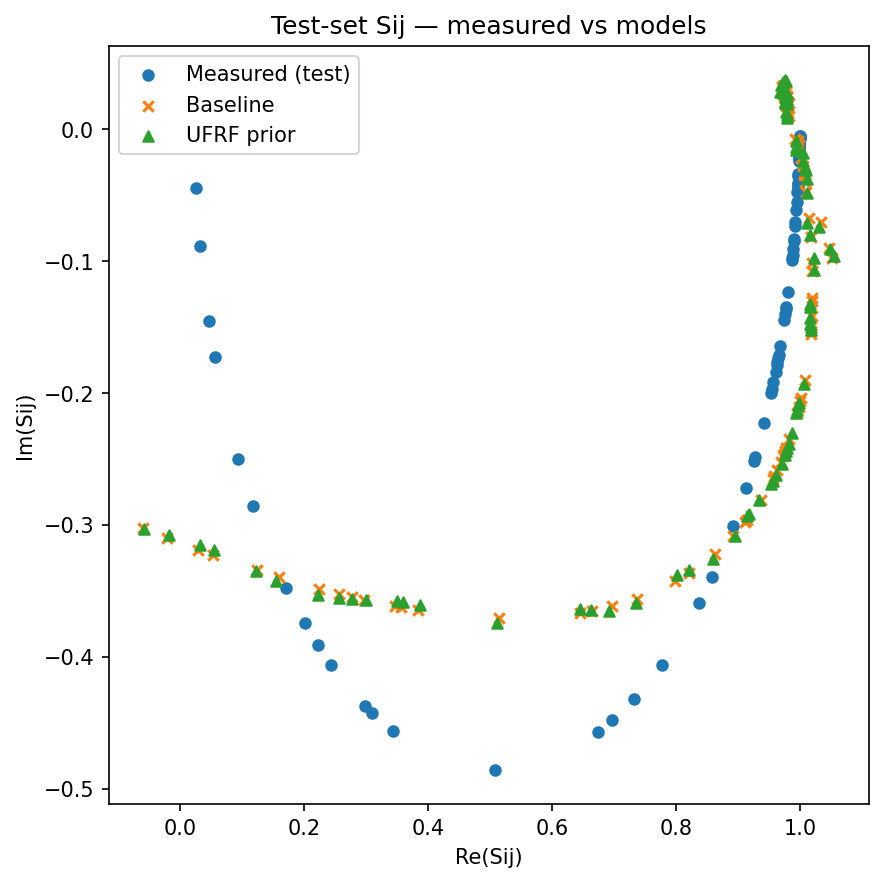 Test-set Sij — measured vs models
Measured (test)
Baseline
UFRF prior
0.0
−0.1
−0.2
−0.3
−0.4
−0.5
Im(Sij)
0.0 0.2 0.4 0.6 0.8 1.0
Re(Sij)